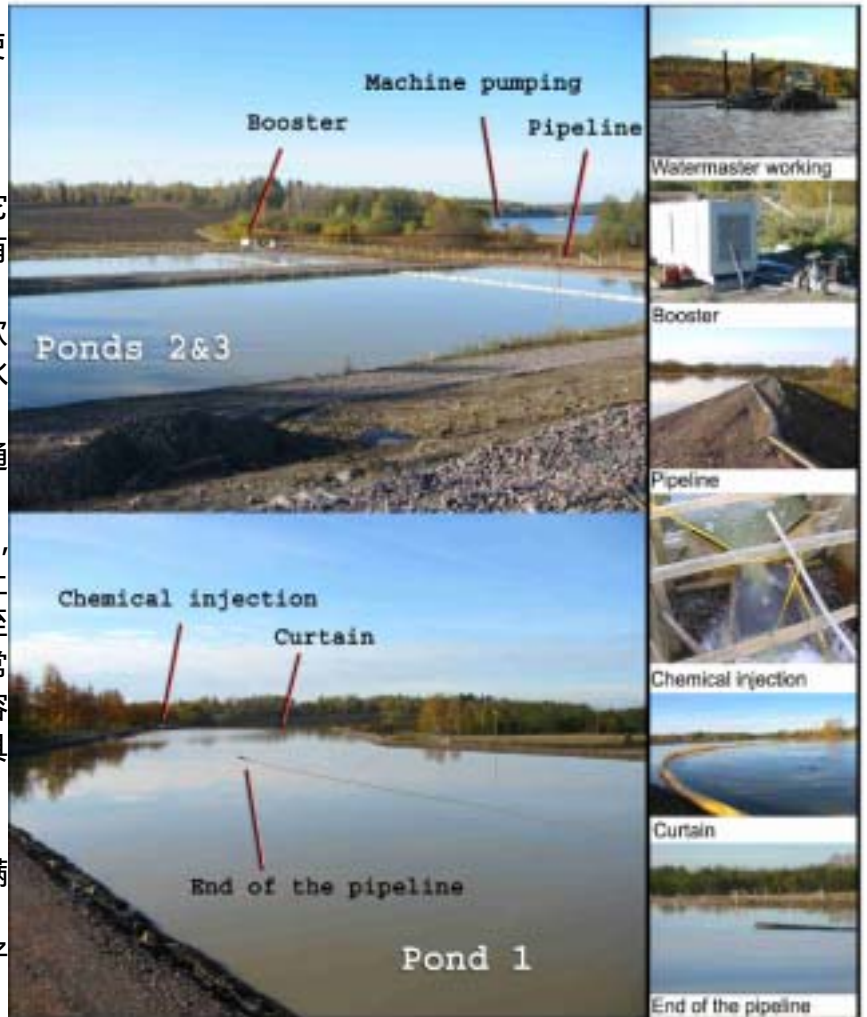 Machine pumping
Booster
Pipeline
Ponds 2&3
Chemical injection
Curtain
End of the pipeline
Pond 1
Watermaster working
Booster
Pipeline
Chemical injection
Curtain
End of the pipeline